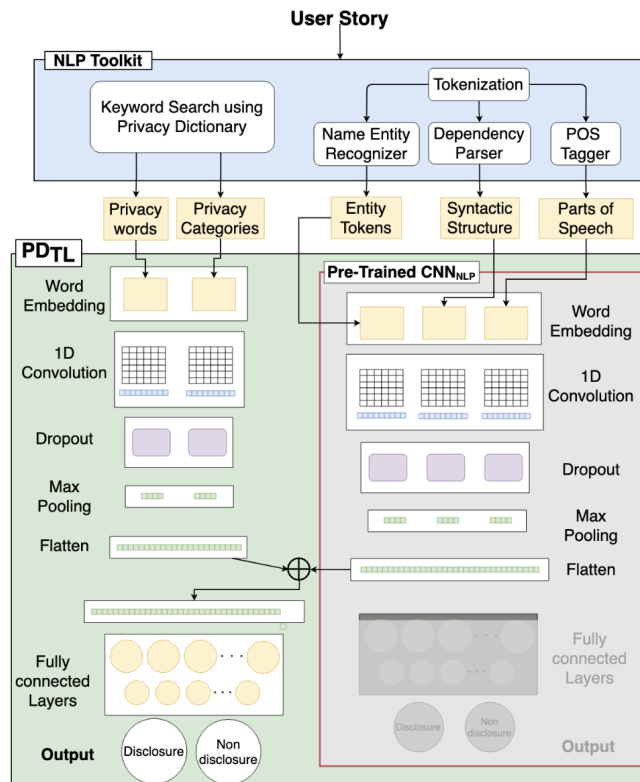 User Story
NLP Toolkit
Keyword Search using
Privacy Dictionary
Tokenization
Name Entity
Recognizer
Dependency
Parser
POS
Tagger
Privacy
words
Privacy
Categories
Entity
Tokens
Syntactic
Structure
Parts of
Speech
PDTL
Pre-Trained CNNNLP
Word
Embedding
1D
Convolution
Dropout
Max
Pooling
Flatten
Fully
connected
Layers
Output
Disclosure
Non
disclosure
Word
Embedding
1D
Convolution
Dropout
Max
Pooling
Flatten
Fully
connected
Layers
Output
Disclosure
Non
disclosure